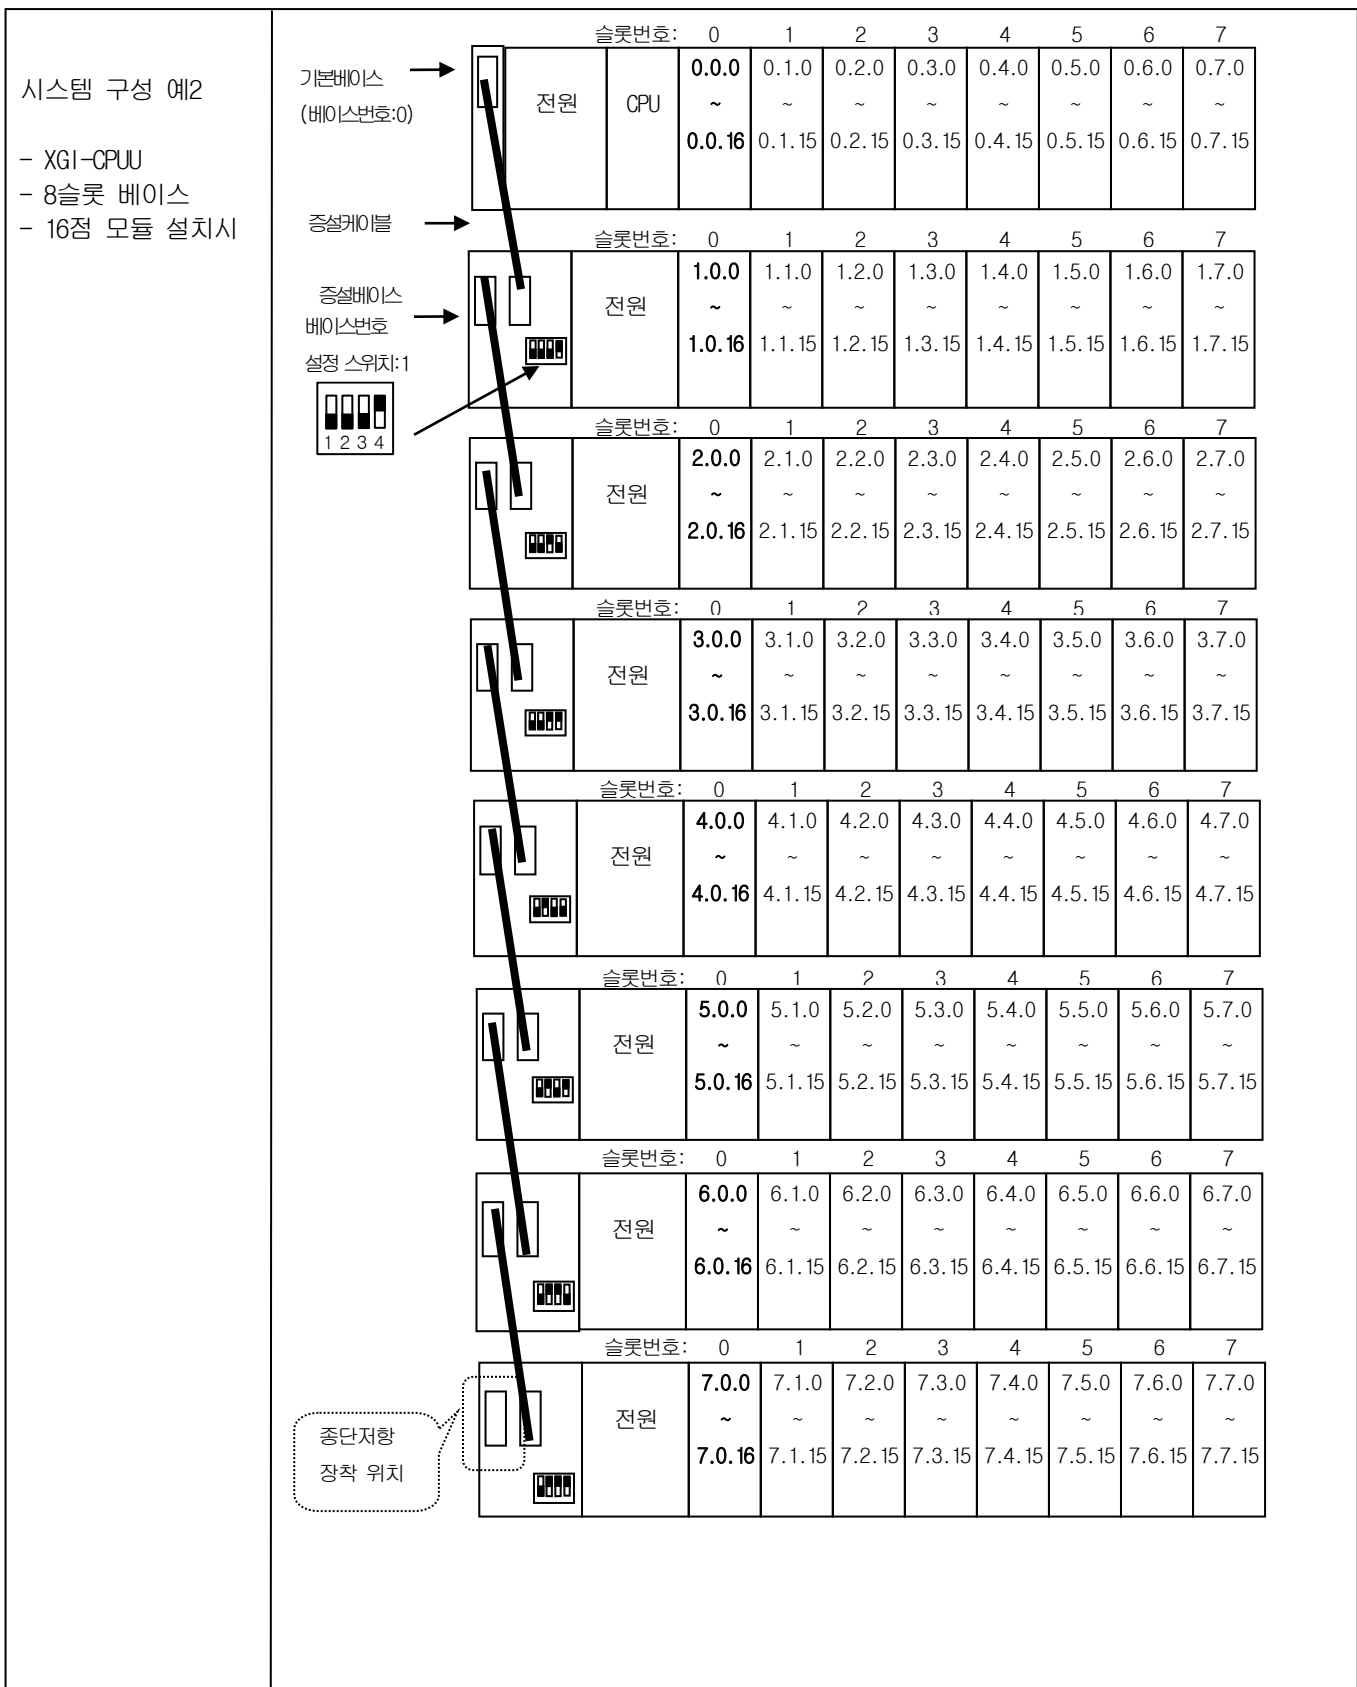 시스템 구성 예2
- XGI-CPUU
- 8슬롯 베이스
- 16점 모듈 설치시
슬롯번호: 0 1 2 3 4 5 6 7
기본베이스
(베이스번호:0)
전원 CPU
0.0.0 0.1.0 0.2.0 0.3.0 0.4.0 0.5.0 0.6.0 0.7.0
~ ~ ~ ~ ~ ~ ~ ~
0.0.16 0.1.15 0.2.15 0.3.15 0.4.15 0.5.15 0.6.15 0.7.15
증설케이블
슬롯번호: 0 1 2 3 4 5 6 7
증설베이스
베이스번호
설정 스위치:1
1 2 3 4
전원
1.0.0 1.1.0 1.2.0 1.3.0 1.4.0 1.5.0 1.6.0 1.7.0
~ ~ ~ ~ ~ ~ ~ ~
1.0.16 1.1.15 1.2.15 1.3.15 1.4.15 1.5.15 1.6.15 1.7.15
슬롯번호: 0 1 2 3 4 5 6 7
전원
2.0.0 2.1.0 2.2.0 2.3.0 2.4.0 2.5.0 2.6.0 2.7.0
~ ~ ~ ~ ~ ~ ~ ~
2.0.16 2.1.15 2.2.15 2.3.15 2.4.15 2.5.15 2.6.15 2.7.15
슬롯번호: 0 1 2 3 4 5 6 7
전원
3.0.0 3.1.0 3.2.0 3.3.0 3.4.0 3.5.0 3.6.0 3.7.0
~ ~ ~ ~ ~ ~ ~ ~
3.0.16 3.1.15 3.2.15 3.3.15 3.4.15 3.5.15 3.6.15 3.7.15
슬롯번호: 0 1 2 3 4 5 6 7
전원
4.0.0 4.1.0 4.2.0 4.3.0 4.4.0 4.5.0 4.6.0 4.7.0
~ ~ ~ ~ ~ ~ ~ ~
4.0.16 4.1.15 4.2.15 4.3.15 4.4.15 4.5.15 4.6.15 4.7.15
슬롯번호: 0 1 2 3 4 5 6 7
전원
5.0.0 5.1.0 5.2.0 5.3.0 5.4.0 5.5.0 5.6.0 5.7.0
~ ~ ~ ~ ~ ~ ~ ~
5.0.16 5.1.15 5.2.15 5.3.15 5.4.15 5.5.15 5.6.15 5.7.15
슬롯번호: 0 1 2 3 4 5 6 7
전원
6.0.0 6.1.0 6.2.0 6.3.0 6.4.0 6.5.0 6.6.0 6.7.0
~ ~ ~ ~ ~ ~ ~ ~
6.0.16 6.1.15 6.2.15 6.3.15 6.4.15 6.5.15 6.6.15 6.7.15
슬롯번호: 0 1 2 3 4 5 6 7
전원
7.0.0 7.1.0 7.2.0 7.3.0 7.4.0 7.5.0 7.6.0 7.7.0
~ ~ ~ ~ ~ ~ ~ ~
7.0.16 7.1.15 7.2.15 7.3.15 7.4.15 7.5.15 7.6.15 7.7.15
종단저항
장착 위치